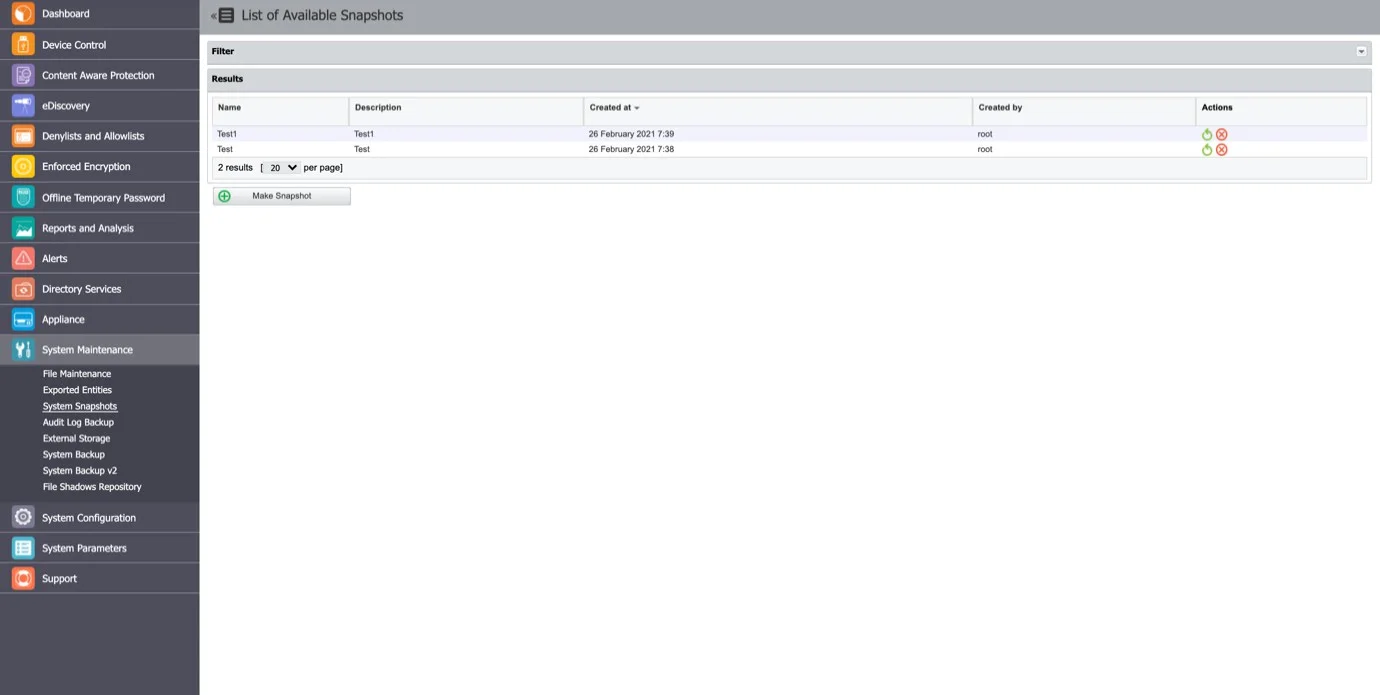 Dashboard
Device Control
Content Aware Protection
eDiscovery
Denylists and Allowlists
Enforced Encryption
Offline Temporary Password
Reports and Analysis
Alerts
Directory Services
Appliance
System Maintenance
File Maintenance
Exported Entities
System Snapshots
Audit Log Backup
External Storage
System Backup
System Backup v2
File Shadows Repository
System Configuration
System Parameters
Support
List of Available Snapshots
Filter
Results
Name Description Created at Created by Actions
Test1 Test1 26 February 2021 7:39 root
Test Test 26 February 2021 7:38 root
2 results [ 20 per page]
Make Snapshot